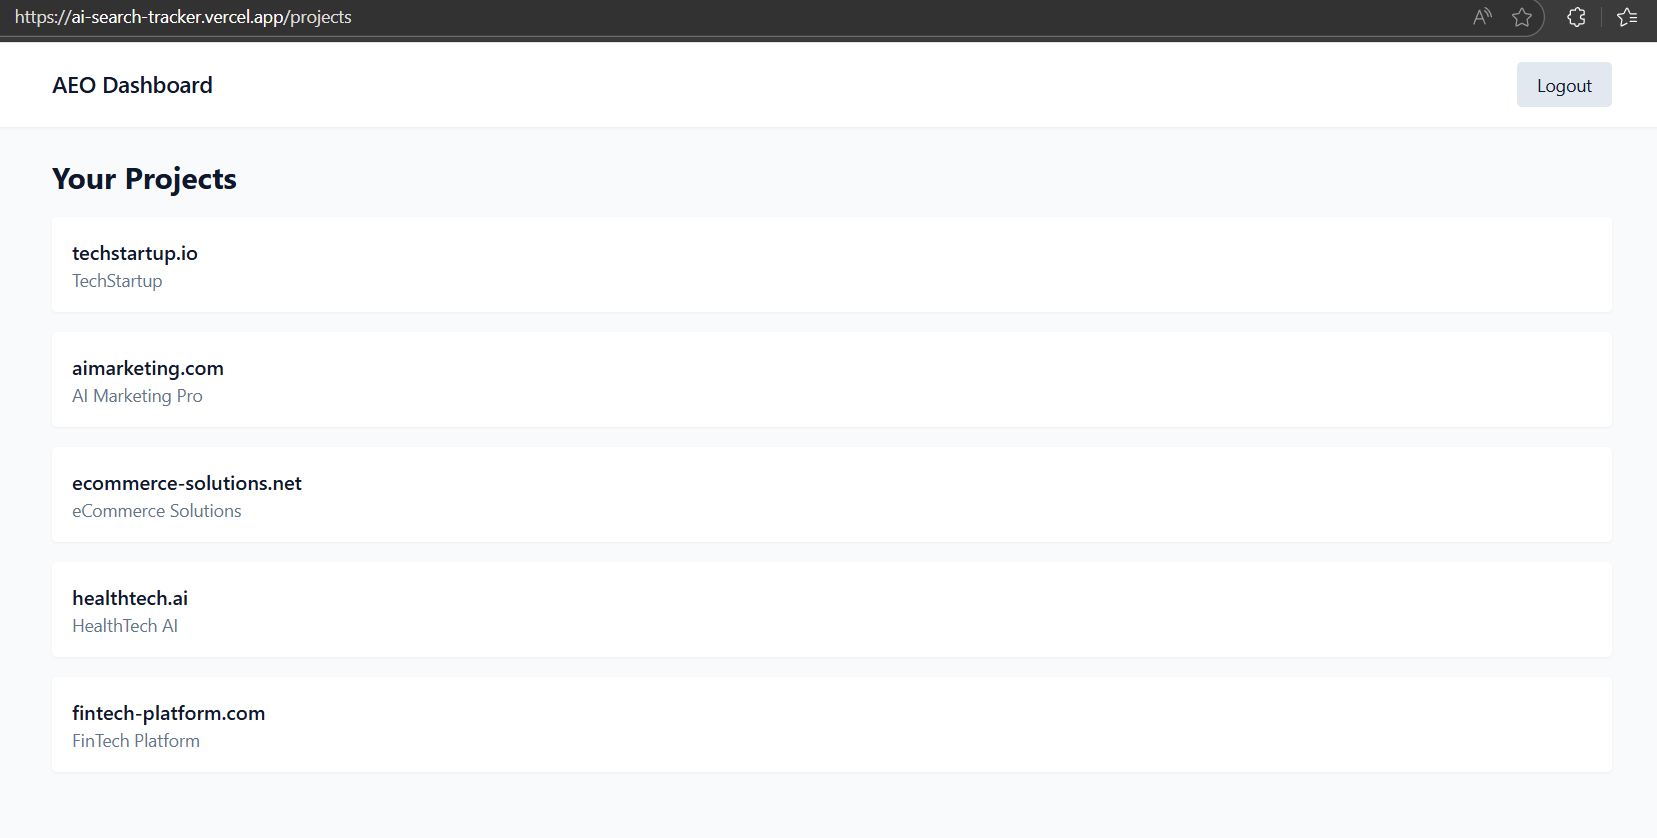 https://ai-search-tracker.vercel.app/projects
AEO Dashboard
Logout
Your Projects
techstartup.io
TechStartup
aimarketing.com
AI Marketing Pro
ecommerce-solutions.net
eCommerce Solutions
healthtech.ai
HealthTech AI
fintech-platform.com
FinTech Platform